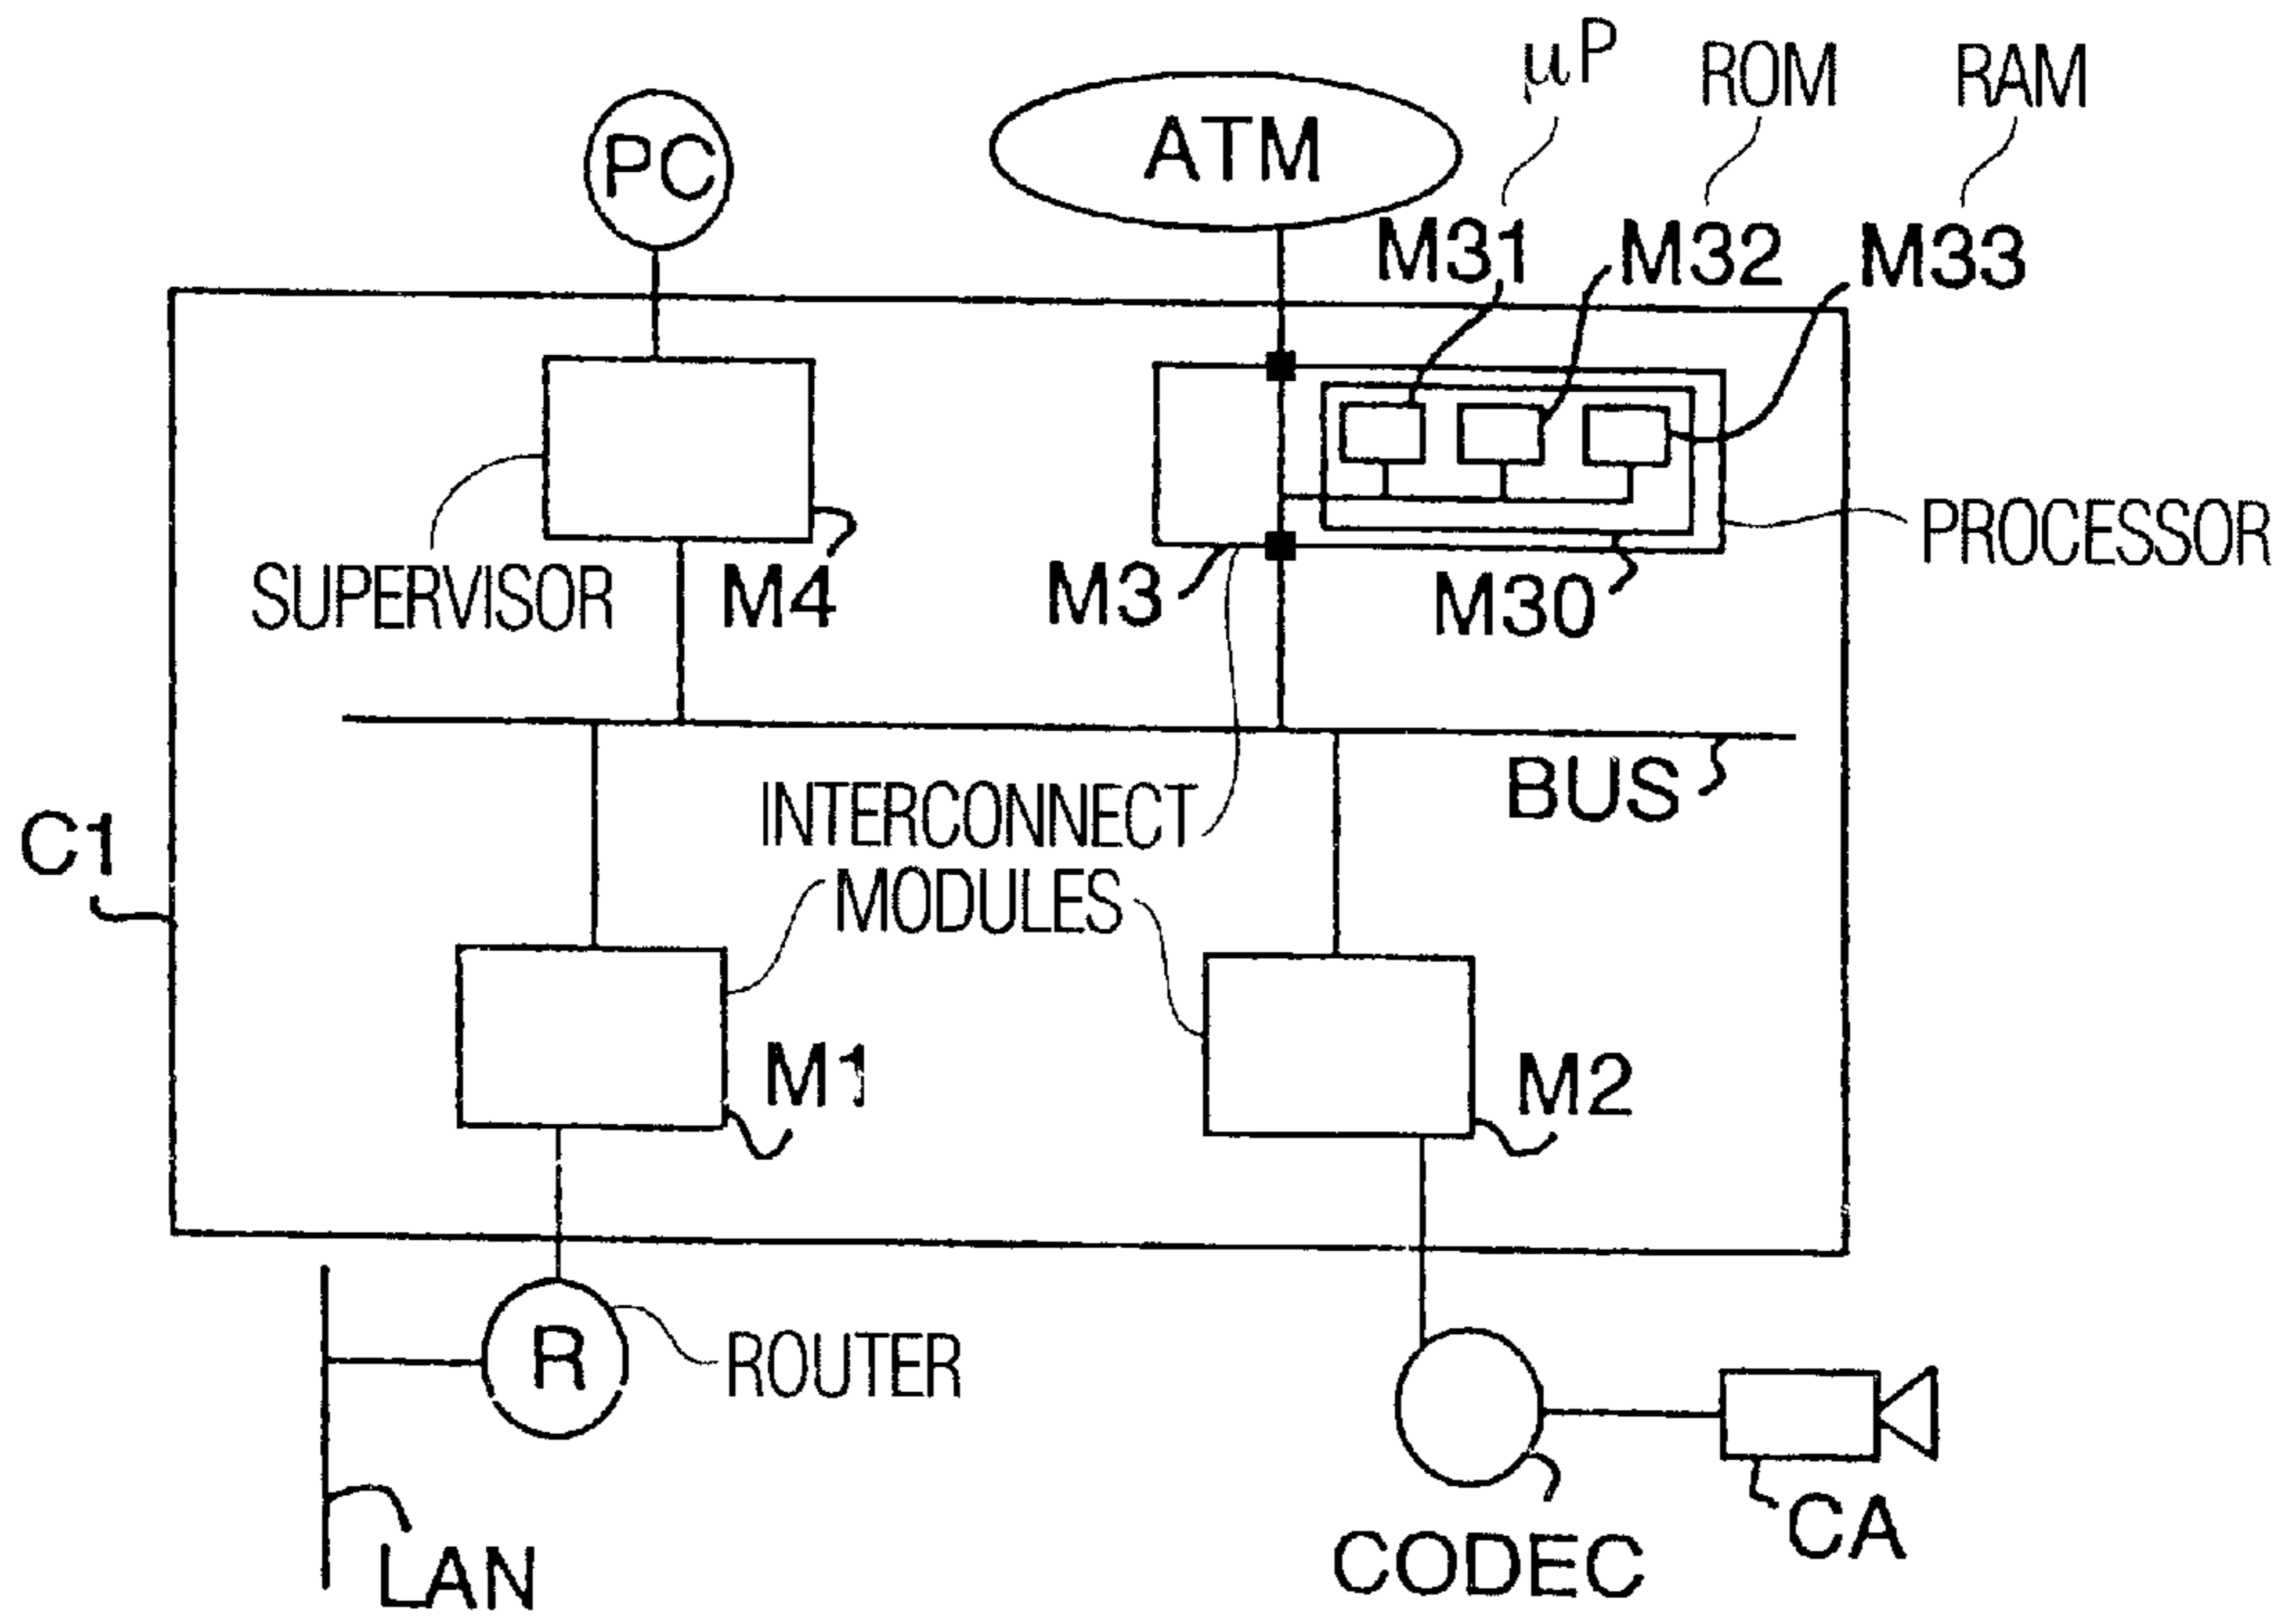 µP ROM RAM
PC ATM
M31 M32 M33
PROCESSOR
SUPERVISOR M4 M3 M30
BUS
INTERCONNECT
C1
MODULES
M1 M2
R ROUTER
CA
LAN CODEC